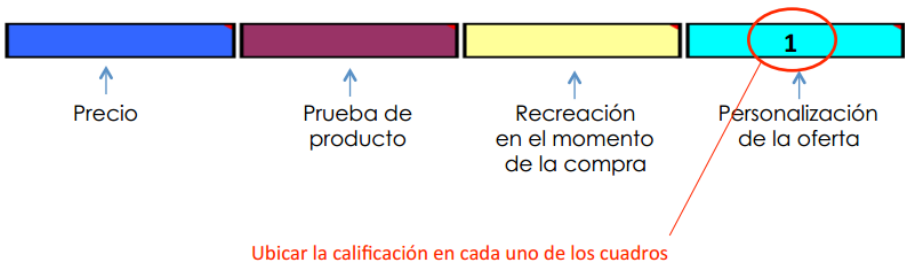 1
Precio
Prueba de
producto
Recreación
en el momento
de la compra
Personalización
de la oferta
Ubicar la calificación en cada uno de los cuadros